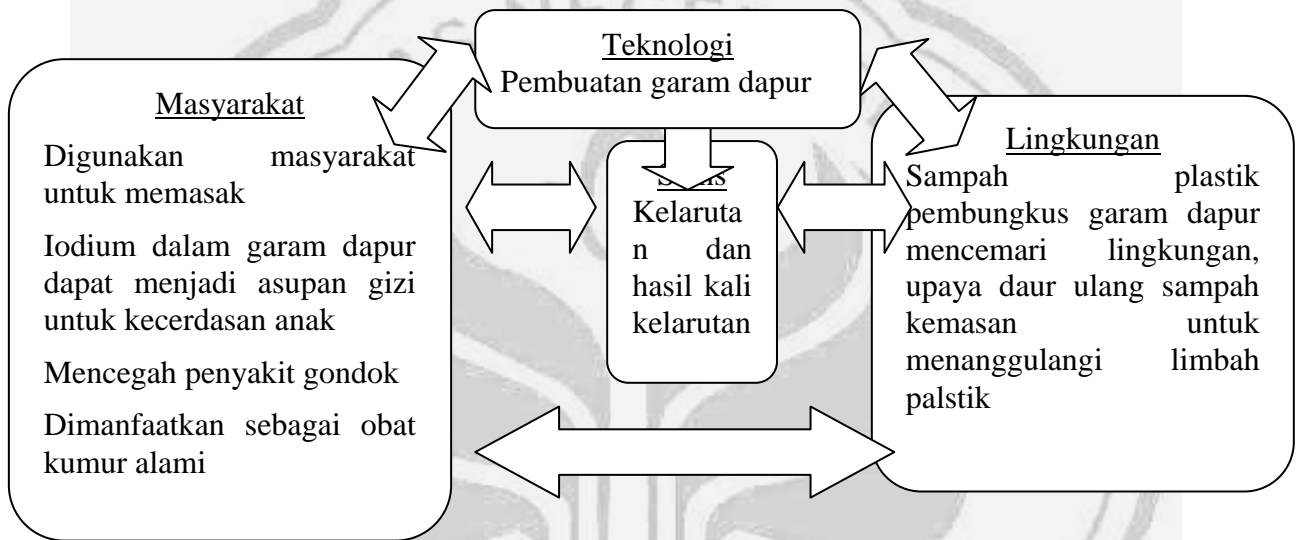 Teknologi
Pembuatan garam dapur
Masyarakat
Digunakan masyarakat
untuk memasak
Iodium dalam garam dapur
dapat menjadi asupan gizi
untuk kecerdasan anak
Mencegah penyakit gondok
Dimanfaatkan sebagai obat
kumur alami
Kelaruta
n dan
hasil kali
kelarutan
Lingkungan
Sampah plastik
pembungkus garam dapur
mencemari lingkungan,
upaya daur ulang sampah
kemasan untuk
menanggulangi limbah
palstik